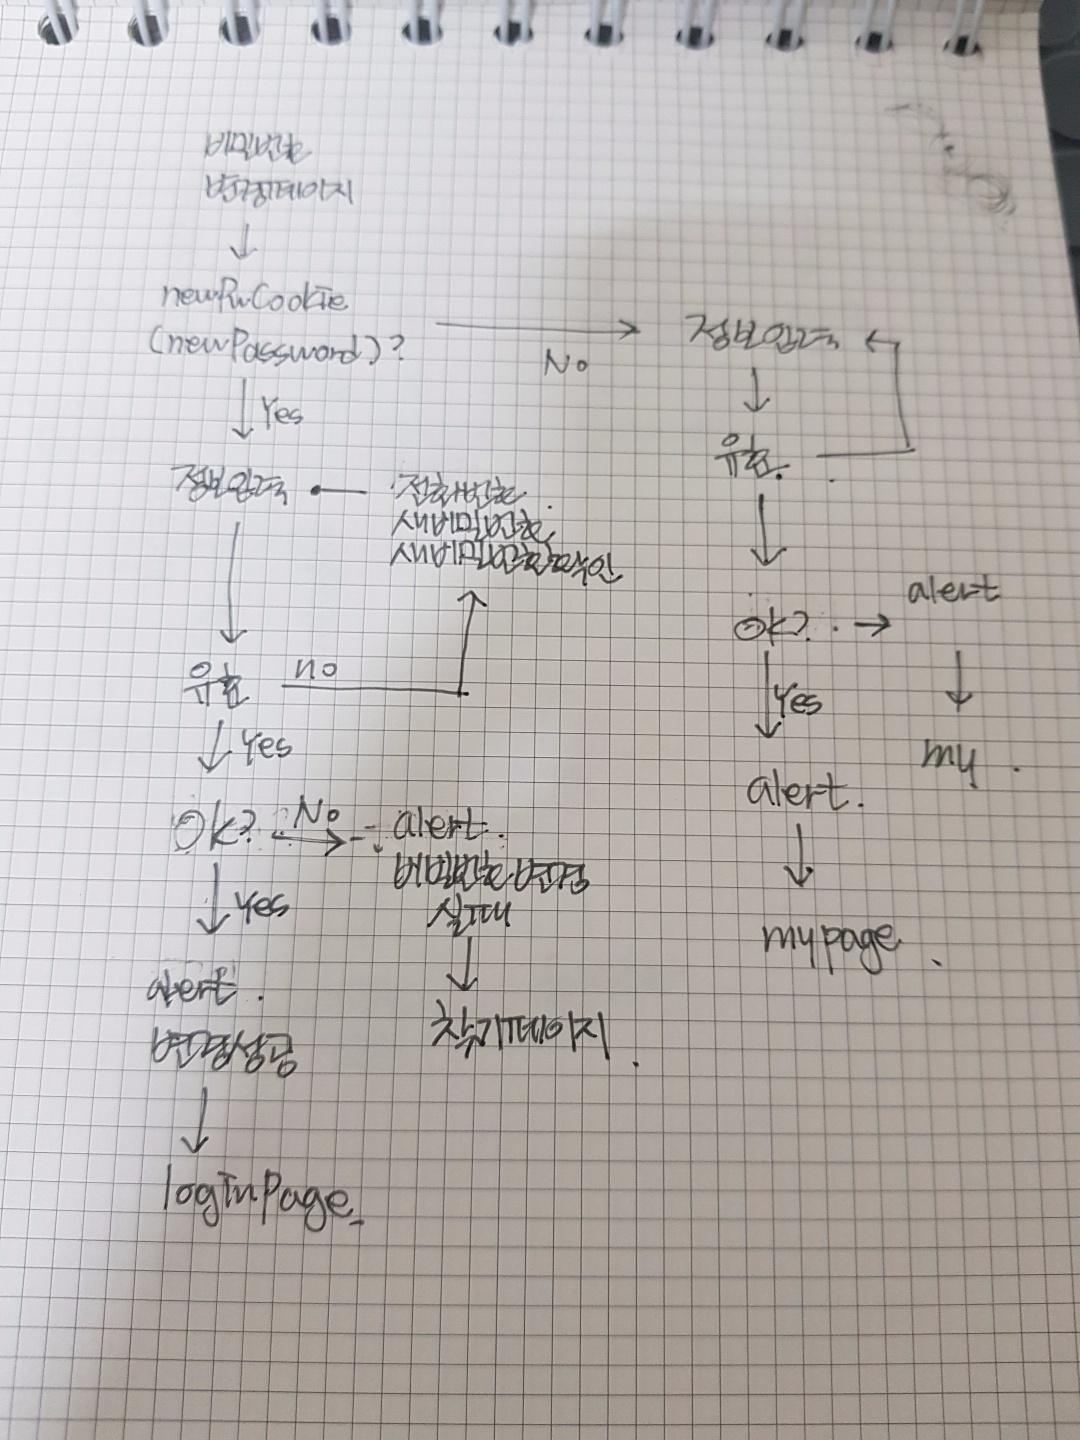 비밀번호
변경페이지
newPwCookie
(newPassword)?
Yes
No
정보입력
전화번호
새비밀번호
새비밀번호확인
유효
no
Yes
OK?
No
alert.
비밀번호 변경
실패
찾기페이지
Yes
alert.
변경성공
loginPage
정보입력
유효
OK?
alert
my
Yes
alert.
mypage